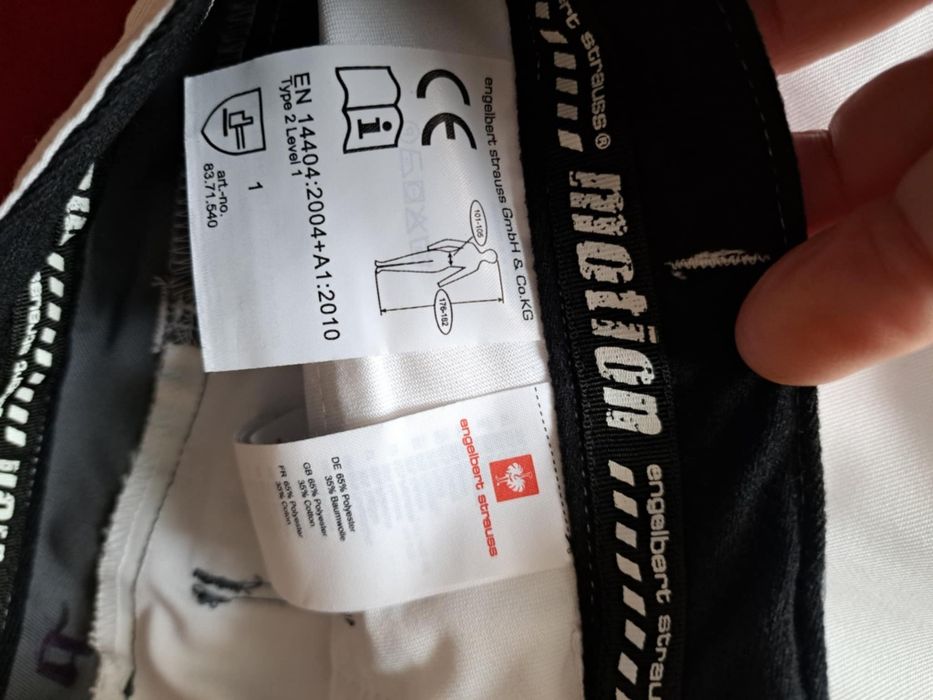 engelbert strauss GmbH & Co.KG
CE
101-105
176-182
i
EN 14404:2004+A1:2010
Type 2 Level 1
1
art.-no.
83.71.540
engelbert strauss
DE 65% Polyester
35% Baumwolle
GB 65% Polyester
35% Cotton
FR 65% Polyester
35% Coton
strauss®
motion
engelbert